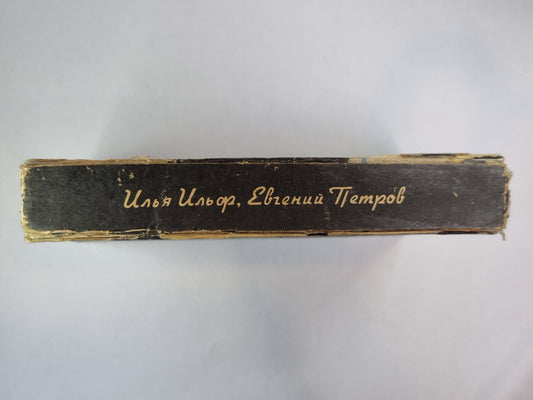 Илья Ильф, Евгений Петров